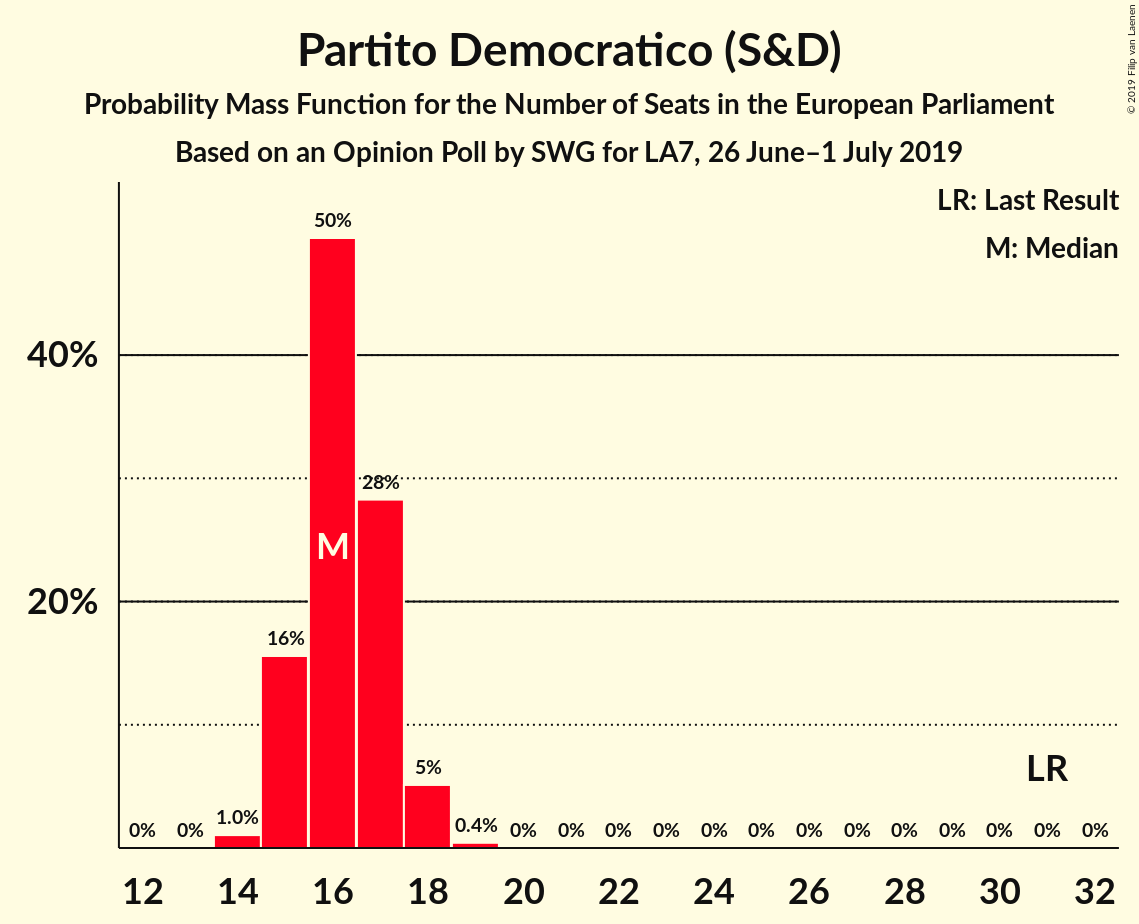 Partito Democratico (S&D)
Probability Mass Function for the Number of Seats in the European Parliament
Based on an Opinion Poll by SWG for LA7, 26 June–1 July 2019
© 2019 Filip van Laenen
LR: Last Result
M: Median
40%
20%
0% 0% 1.0% 16% 50% 28% 5% 0.4% 0% 0% 0% 0% 0% 0% 0% 0% 0% 0% 0% 0% 0%
M
LR
12 14 16 18 20 22 24 26 28 30 32